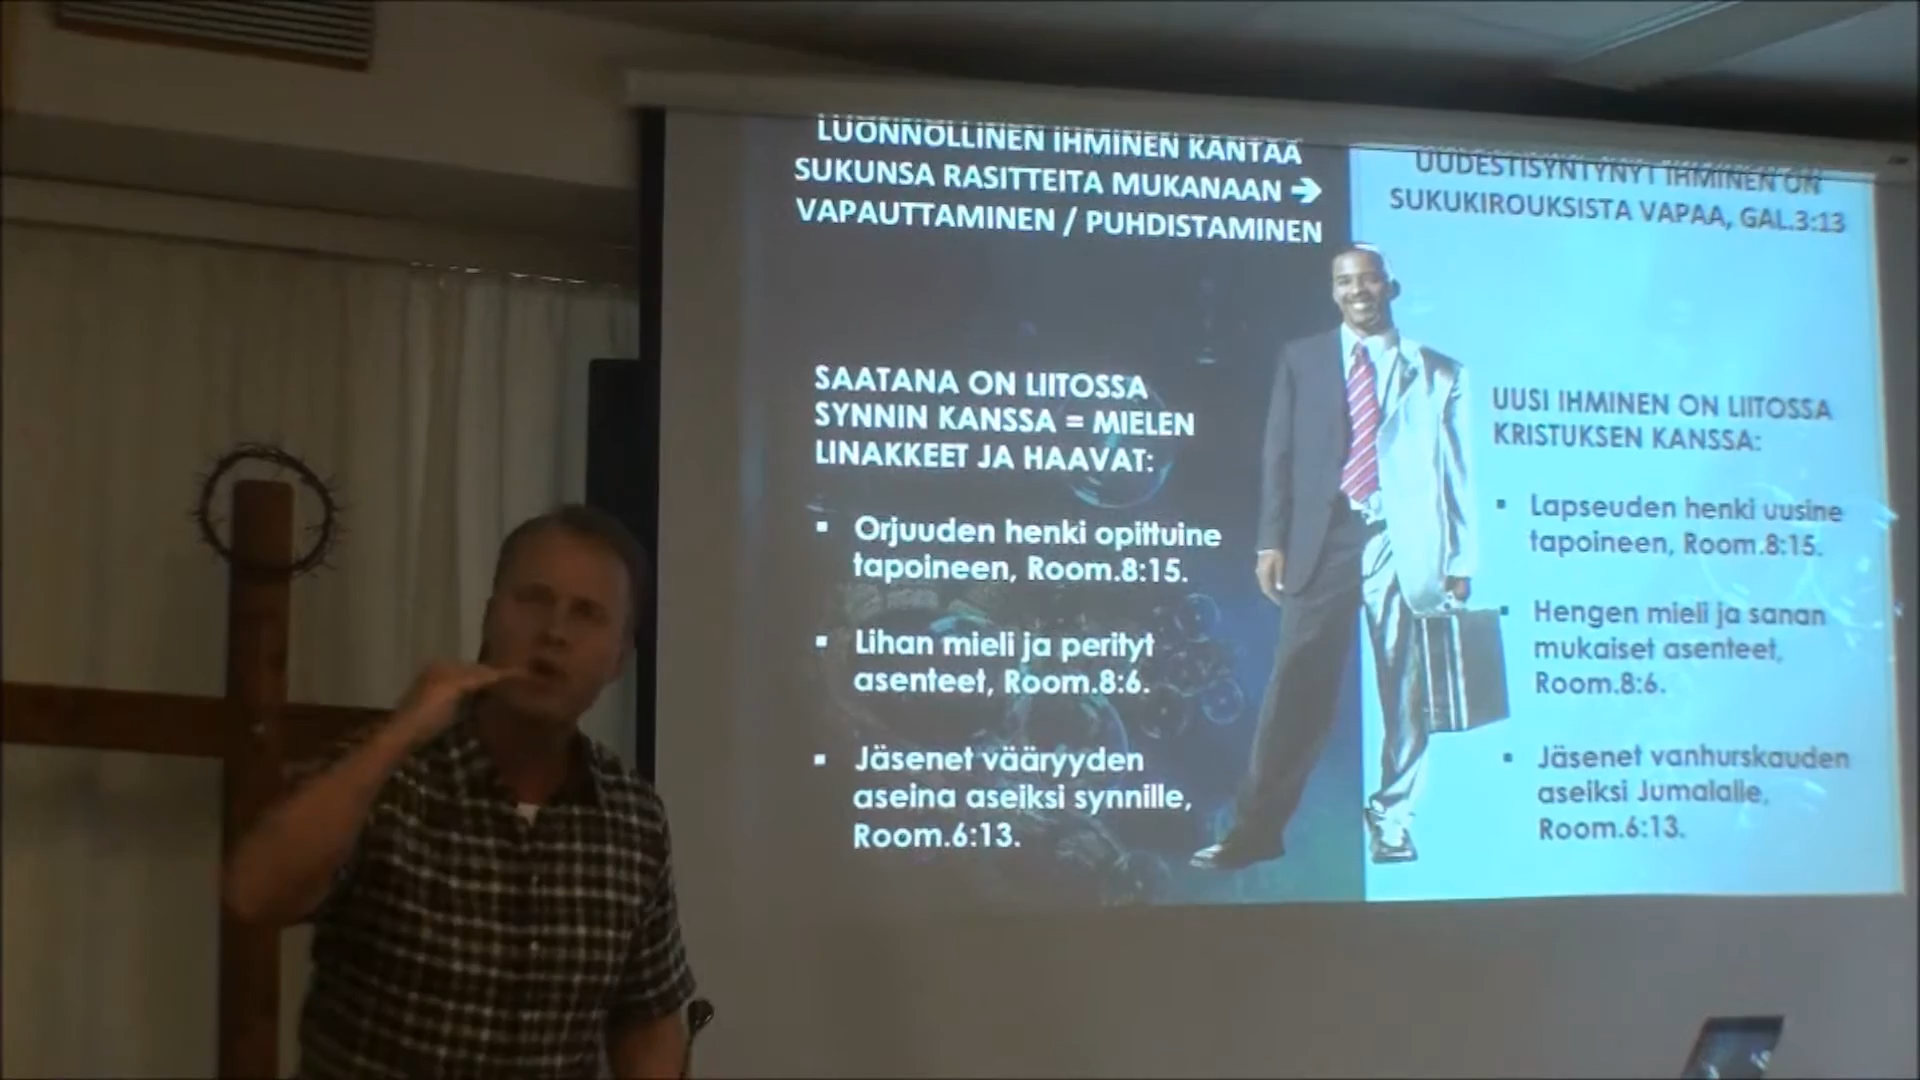 LUONNOLLINEN IHMINEN KANTAA
SUKUNSA RASITTEITA MUKANAAN →
VAPAUTTAMINEN / PUHDISTAMINEN
SAATANA ON LIITOSSA
SYNNIN KANSSA = MIELEN
LINAKKEET JA HAAVAT:
▪ Orjuuden henki opittuine
tapoineen, Room.8:15.
▪ Lihan mieli ja perityt
asenteet, Room.8:6.
▪ Jäsenet vääryyden
aseina aseiksi synnille,
Room.6:13.
UUDESTISYNTYNYT IHMINEN ON
SUKUKIROUKSISTA VAPAA, GAL.3:13
UUSI IHMINEN ON LIITOSSA
KRISTUKSEN KANSSA:
▪ Lapseuden henki uusine
tapoineen, Room.8:15.
▪ Hengen mieli ja sanan
mukaiset asenteet,
Room.8:6.
▪ Jäsenet vanhurskauden
aseiksi Jumalalle,
Room.6:13.